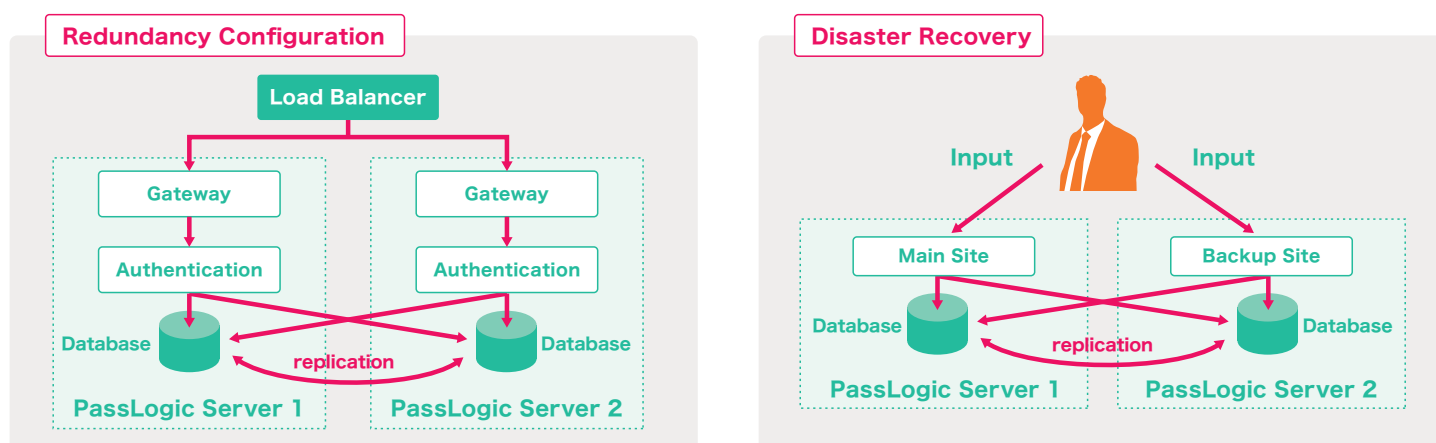 Redundancy Configuration
Load Balancer
Gateway
Gateway
Authentication
Authentication
Database
Database
replication
PassLogic Server 1
PassLogic Server 2
Disaster Recovery
Input
Input
Main Site
Backup Site
Database
Database
replication
PassLogic Server 1
PassLogic Server 2